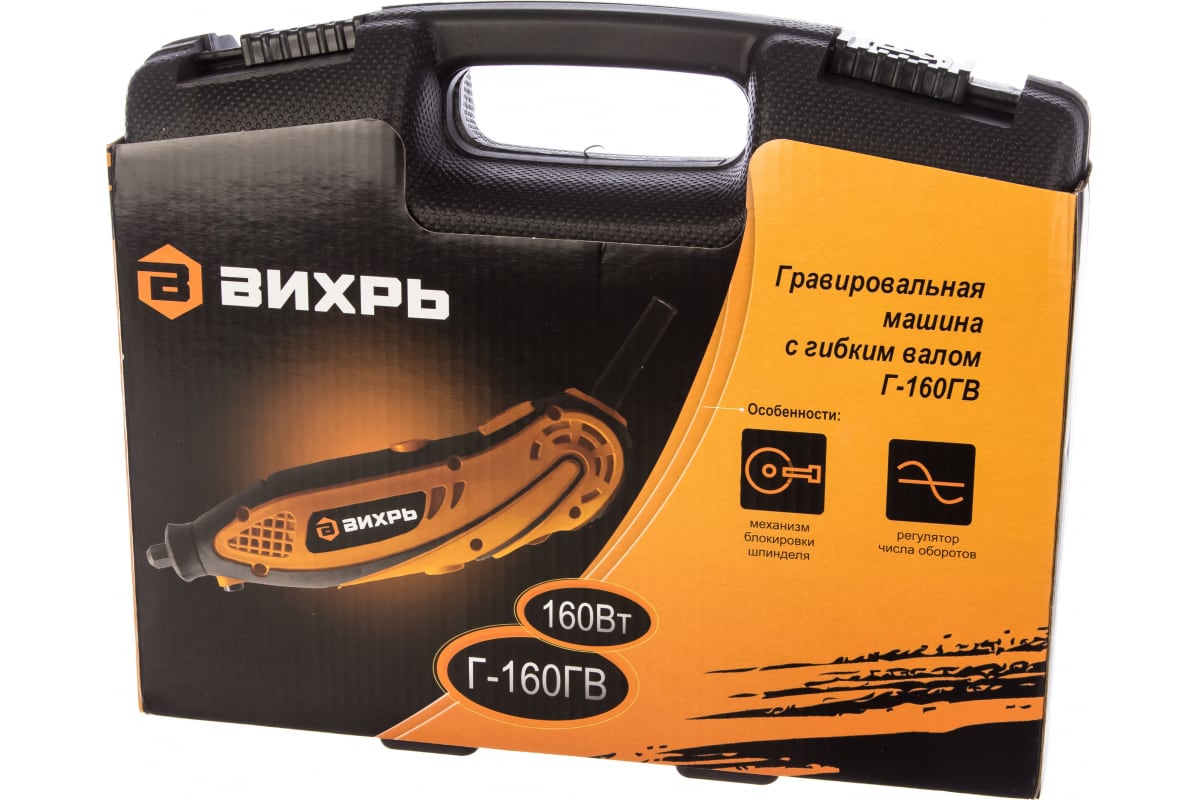 ВИХРЬ
Гравировальная
машина
с гибким валом
Г-160ГВ
Особенности:
механизм
блокировки
шпинделя
регулятор
числа оборотов
ВИХРЬ
160Вт
Г-160ГВ